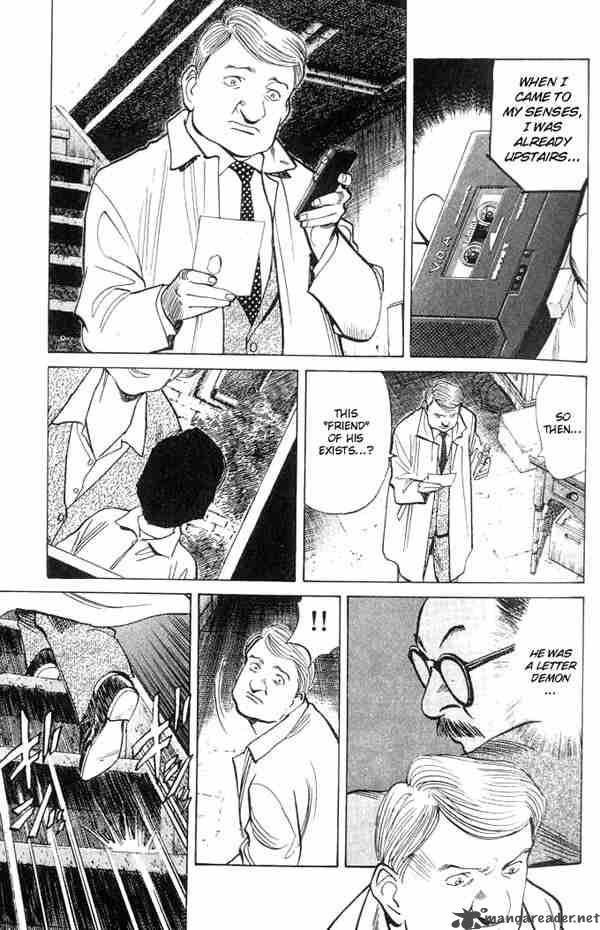 WHEN I
CAME TO
MY SENSES,
I WAS
ALREADY
UPSTAIRS...
V.O.A
SO
THEN...
THIS
"FRIEND"
OF HIS
EXISTS...?
HE WAS
A LETTER
DEMON
...
!!
mangareader.net